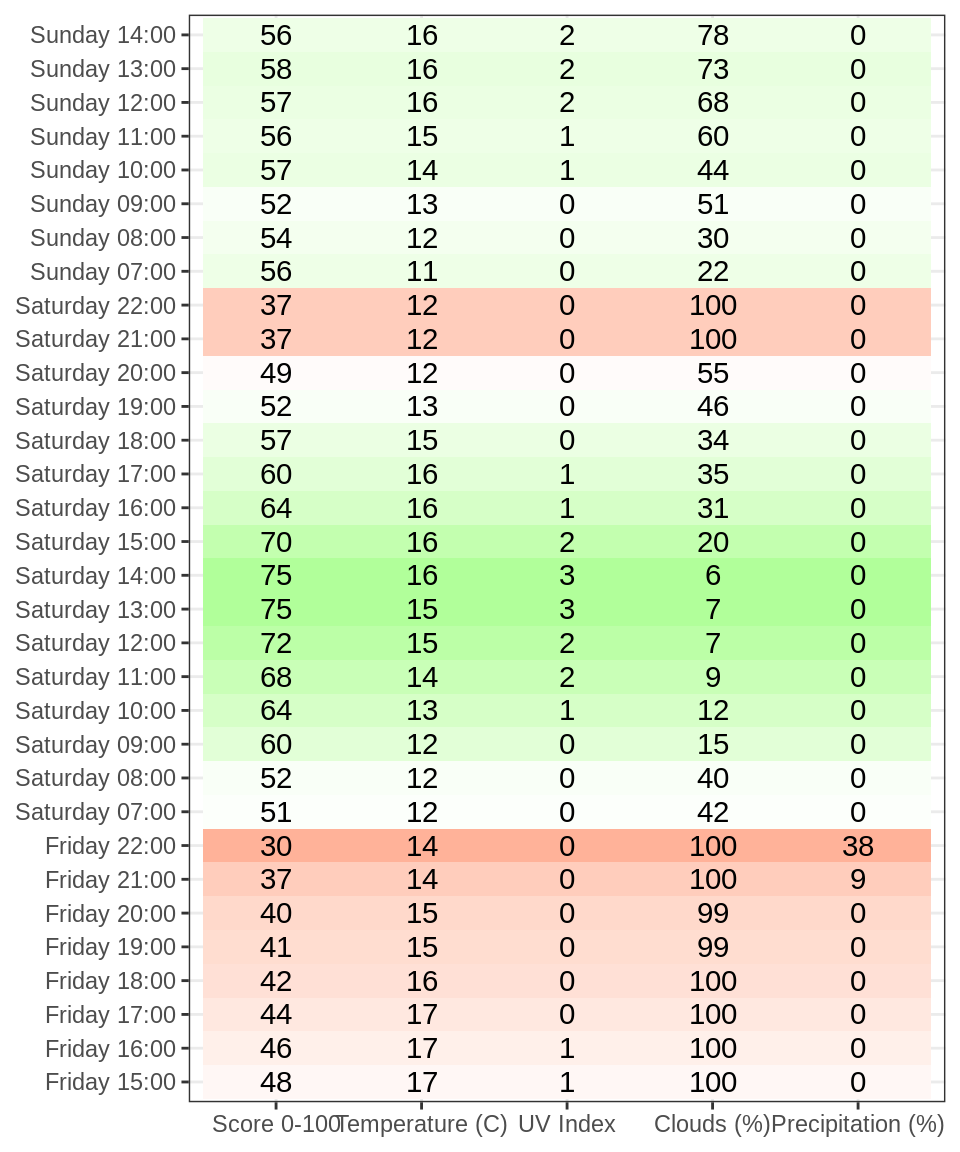 Sunday 14:00 56 16 2 78 0
Sunday 13:00 58 16 2 73 0
Sunday 12:00 57 16 2 68 0
Sunday 11:00 56 15 1 60 0
Sunday 10:00 57 14 1 44 0
Sunday 09:00 52 13 0 51 0
Sunday 08:00 54 12 0 30 0
Sunday 07:00 56 11 0 22 0
Saturday 22:00 37 12 0 100 0
Saturday 21:00 37 12 0 100 0
Saturday 20:00 49 12 0 55 0
Saturday 19:00 52 13 0 46 0
Saturday 18:00 57 15 0 34 0
Saturday 17:00 60 16 1 35 0
Saturday 16:00 64 16 1 31 0
Saturday 15:00 70 16 2 20 0
Saturday 14:00 75 16 3 6 0
Saturday 13:00 75 15 3 7 0
Saturday 12:00 72 15 2 7 0
Saturday 11:00 68 14 2 9 0
Saturday 10:00 64 13 1 12 0
Saturday 09:00 60 12 0 15 0
Saturday 08:00 52 12 0 40 0
Saturday 07:00 51 12 0 42 0
Friday 22:00 30 14 0 100 38
Friday 21:00 37 14 0 100 9
Friday 20:00 40 15 0 99 0
Friday 19:00 41 15 0 99 0
Friday 18:00 42 16 0 100 0
Friday 17:00 44 17 0 100 0
Friday 16:00 46 17 1 100 0
Friday 15:00 48 17 1 100 0
Score 0-100 Temperature (C) UV Index Clouds (%) Precipitation (%)